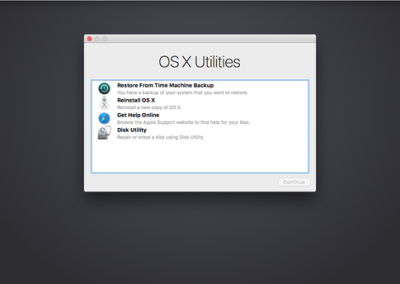 OS X Utilities
Restore From Time Machine Backup
You have a backup of your system that you want to restore.
Reinstall OS X
Reinstall a new copy of OS X.
Get Help Online
Browse the Apple Support website to find help for your Mac.
Disk Utility
Repair or erase a disk using Disk Utility.
Continue